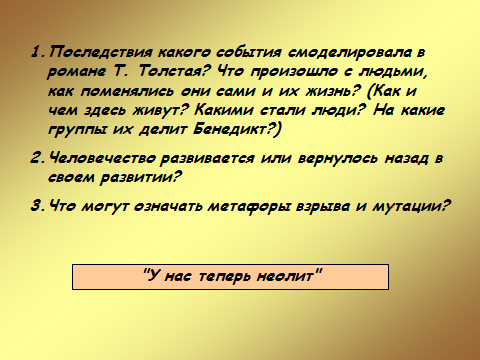 1. Последствия какого события смоделировала в
романе Т. Толстая? Что произошло с людьми,
как поменялись они сами и их жизнь? (Как и
чем здесь живут? Какими стали люди? На какие
группы их делит Бенедикт?)
2. Человечество развивается или вернулось назад в
своем развитии?
3. Что могут означать метафоры взрыва и мутации?
"У нас теперь неолит"